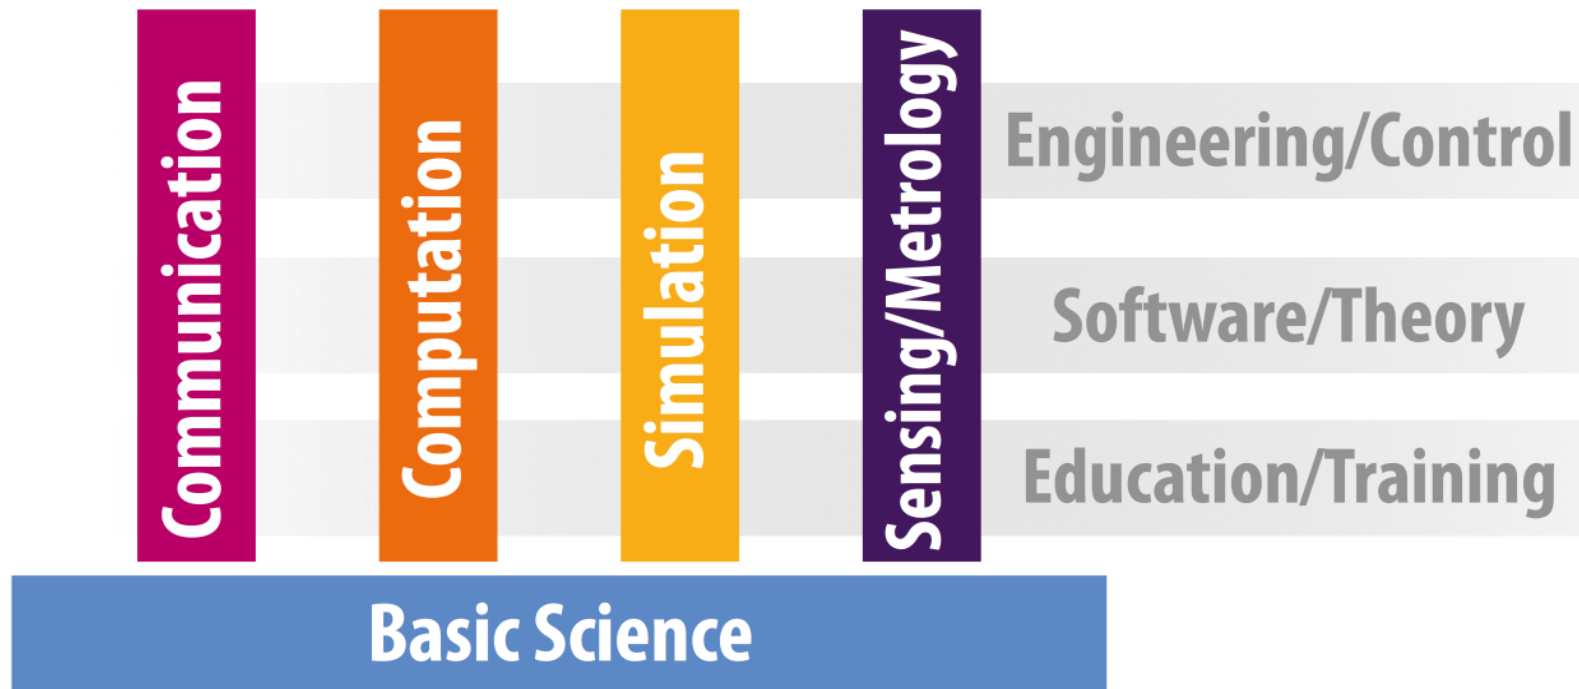 Communication
Computation
Simulation
Sensing/Metrology
Engineering/Control
Software/Theory
Education/Training
Basic Science